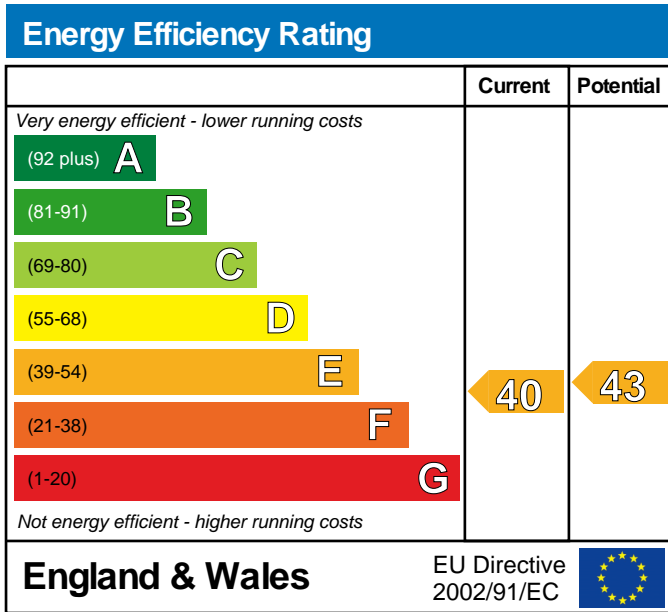 Energy Efficiency Rating
Current Potential
Very energy efficient - lower running costs
(92 plus) A
(81-91) B
(69-80) C
(55-68) D
(39-54) E
40 43
(21-38) F
(1-20) G
Not energy efficient - higher running costs
England & Wales
EU Directive
2002/91/EC